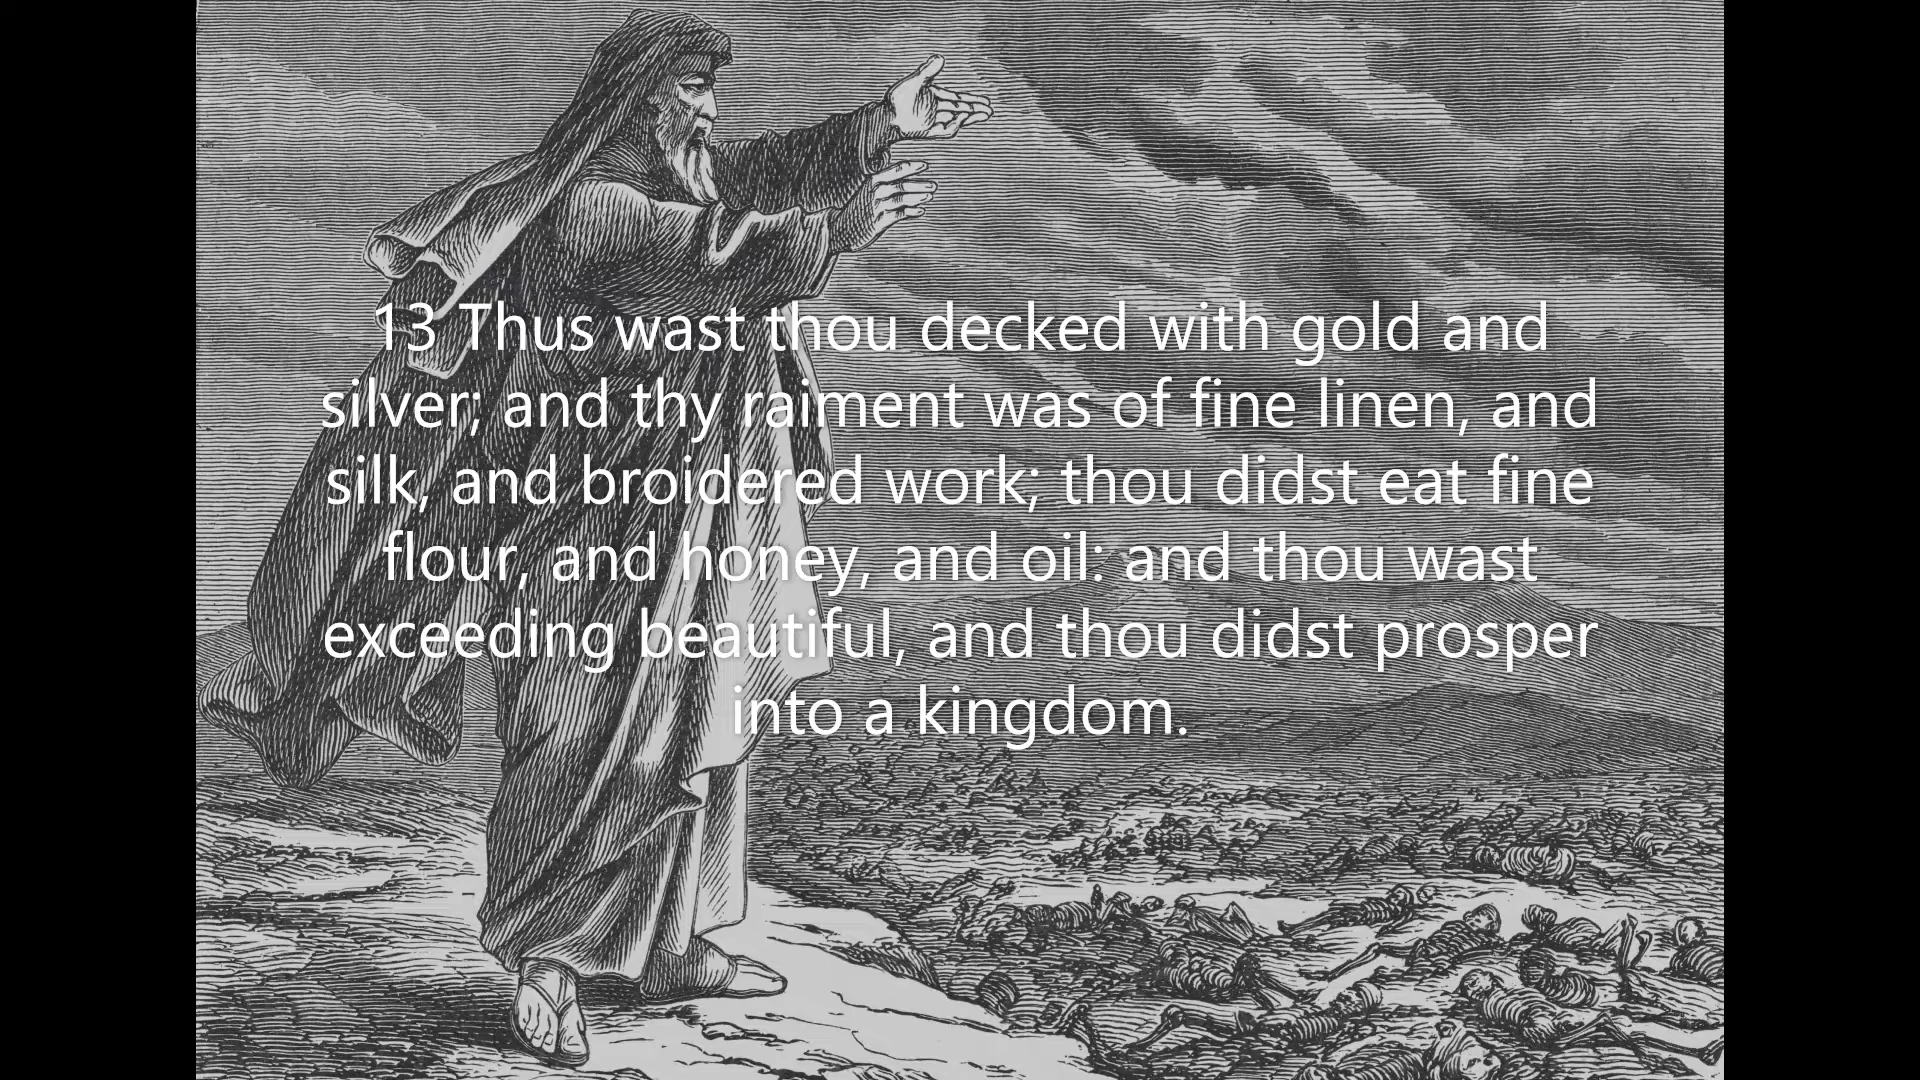 13 Thus wast thou decked with gold and
silver; and thy raiment was of fine linen, and
silk, and broidered work; thou didst eat fine
flour, and honey, and oil: and thou wast
exceeding beautiful, and thou didst prosper
into a kingdom.